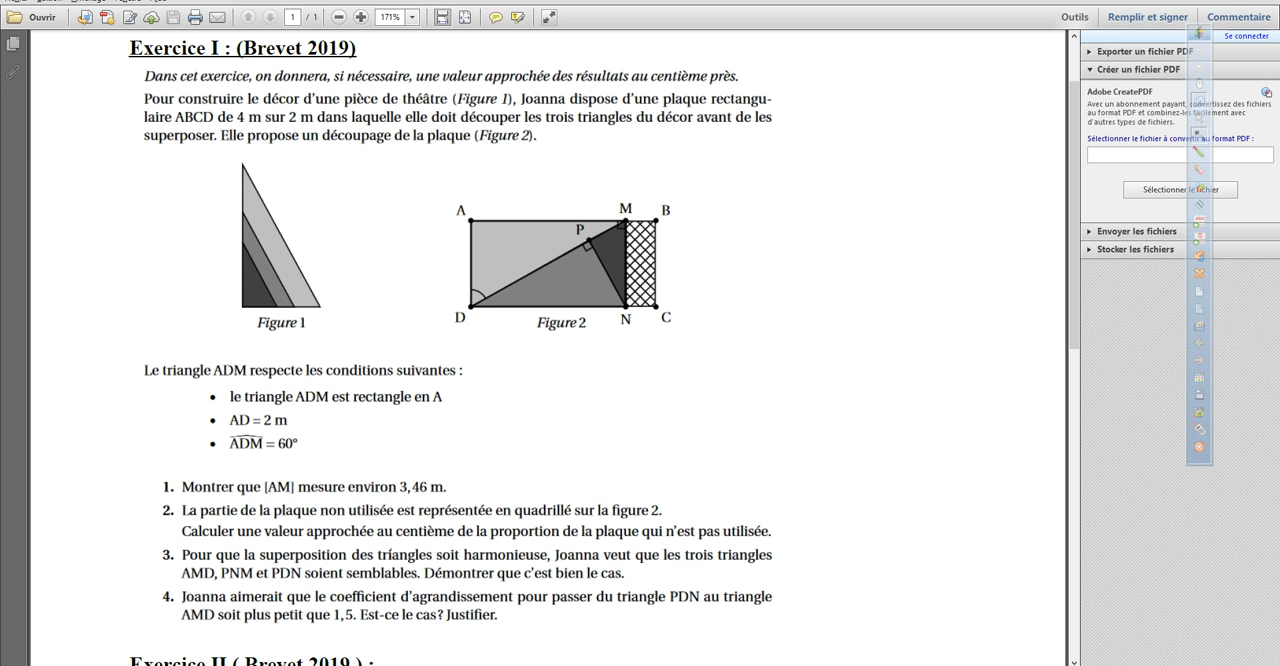 Ouvrir
1 / 1
171%
Outils
Remplir et signer
Commentaire
Se connecter
Exporter un fichier PDF
Créer un fichier PDF
Adobe CreatePDF
Avec un abonnement payant, convertissez des fichiers
au format PDF et combinez-les facilement avec
d'autres types de fichiers.
Sélectionner le fichier à convertir au format PDF :
Sélectionner le fichier
Envoyer les fichiers
Stocker les fichiers
Exercice I : (Brevet 2019)
Dans cet exercice, on donnera, si nécessaire, une valeur approchée des résultats au centième près.
Pour construire le décor d'une pièce de théâtre (Figure 1), Joanna dispose d'une plaque rectangu-
laire ABCD de 4 m sur 2 m dans laquelle elle doit découper les trois triangles du décor avant de les
superposer. Elle propose un découpage de la plaque (Figure 2).
A
M
B
P
D
N
C
Figure 1
Figure 2
Le triangle ADM respecte les conditions suivantes :
• le triangle ADM est rectangle en A
• AD = 2 m
• ADM = 60°
1. Montrer que [AM] mesure environ 3,46 m.
2. La partie de la plaque non utilisée est représentée en quadrillé sur la figure 2.
Calculer une valeur approchée au centième de la proportion de la plaque qui n'est pas utilisée.
3. Pour que la superposition des triangles soit harmonieuse, Joanna veut que les trois triangles
AMD, PNM et PDN soient semblables. Démontrer que c'est bien le cas.
4. Joanna aimerait que le coefficient d'agrandissement pour passer du triangle PDN au triangle
AMD soit plus petit que 1,5. Est-ce le cas ? Justifier.
Exercice II ( Brevet 2019 ) :